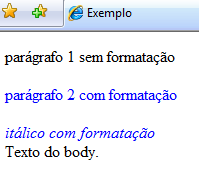 Exemplo
parágrafo 1 sem formatação
parágrafo 2 com formatação
itálico com formatação
Texto do body.